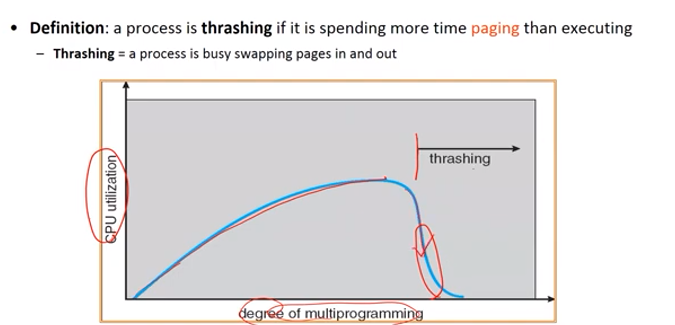 • Definition: a process is thrashing if it is spending more time paging than executing
– Thrashing = a process is busy swapping pages in and out
thrashing
CPU utilization
degree of multiprogramming